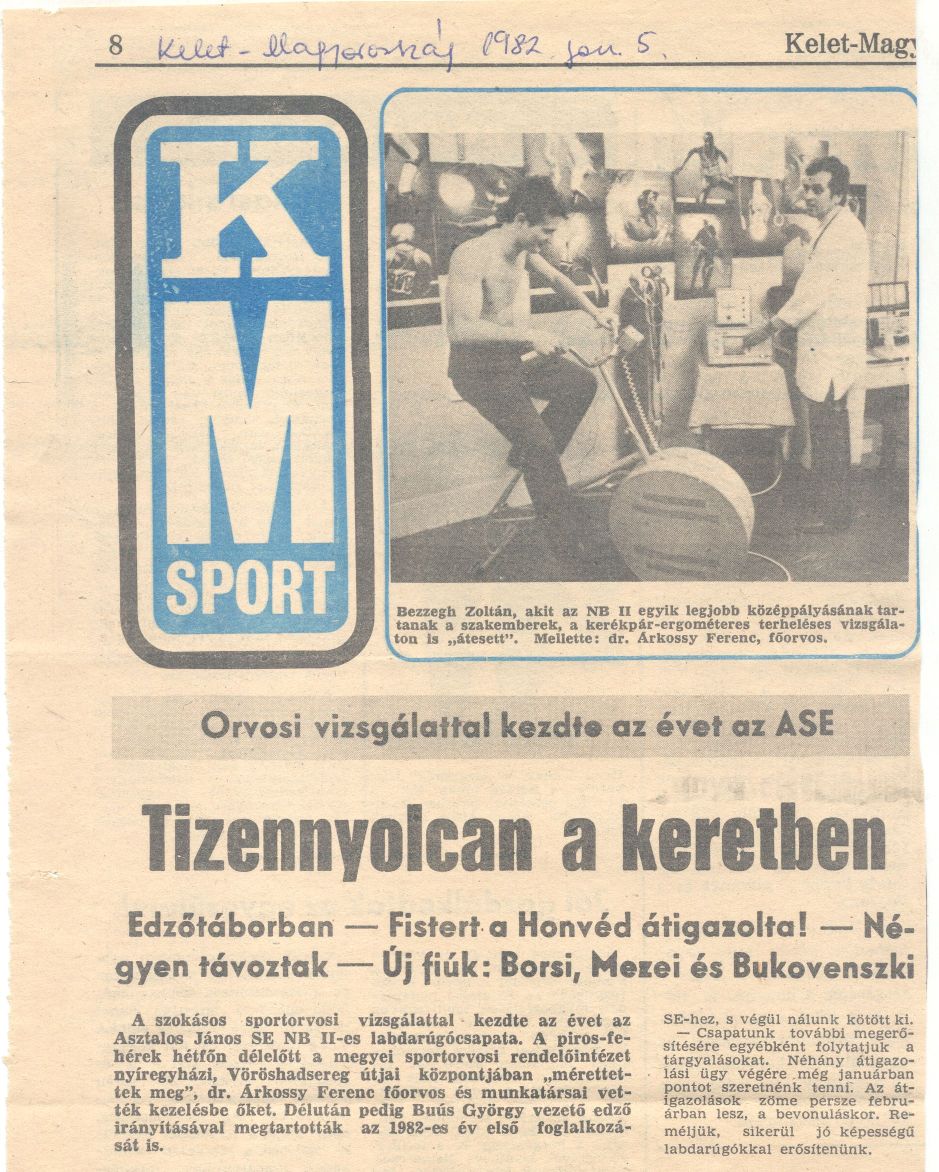 8 Kelet-Magyarország 1982. jan. 5. Kelet-Magy
K
M
SPORT
Bezzegh Zoltán, akit az NB II egyik legjobb középpályásának tar-
tanak a szakemberek, a kerékpár-ergométeres terheléses vizsgála-
ton is „átesett”. Mellette: dr. Árkossy Ferenc, főorvos.
Orvosi vizsgálattal kezdte az évet az ASE
Tizennyolcan a keretben
Edzőtáborban — Fistert a Honvéd átigazolta! — Né-
gyen távoztak — Új fiúk: Borsi, Mezei és Bukovenszki
A szokásos sportorvosi vizsgálattal kezdte az évet az
Asztalos János SE NB II-es labdarúgócsapata. A piros-fe-
hérek hétfőn délelőtt a megyei sportorvosi rendelőintézet
nyíregyházi, Vöröshadsereg útjai központjában „mérettet-
tek meg”, dr. Árkossy Ferenc főorvos és munkatársai vet-
ték kezelésbe őket. Délután pedig Buús György vezető edző
irányításával megtartották az 1982-es év első foglalkozá-
sát is.
SE-hez, s végül nálunk kötött ki.
— Csapatunk további megerő-
sítésére egyébként folytatjuk a
tárgyalásokat. Néhány átigazo-
lási ügy végére még januárban
pontot szeretnénk tenni. Az át-
igazolások zöme persze febru-
árban lesz, a bevonuláskor. Re-
méljük, sikerül jó képességű
labdarúgókkal erősítenünk.